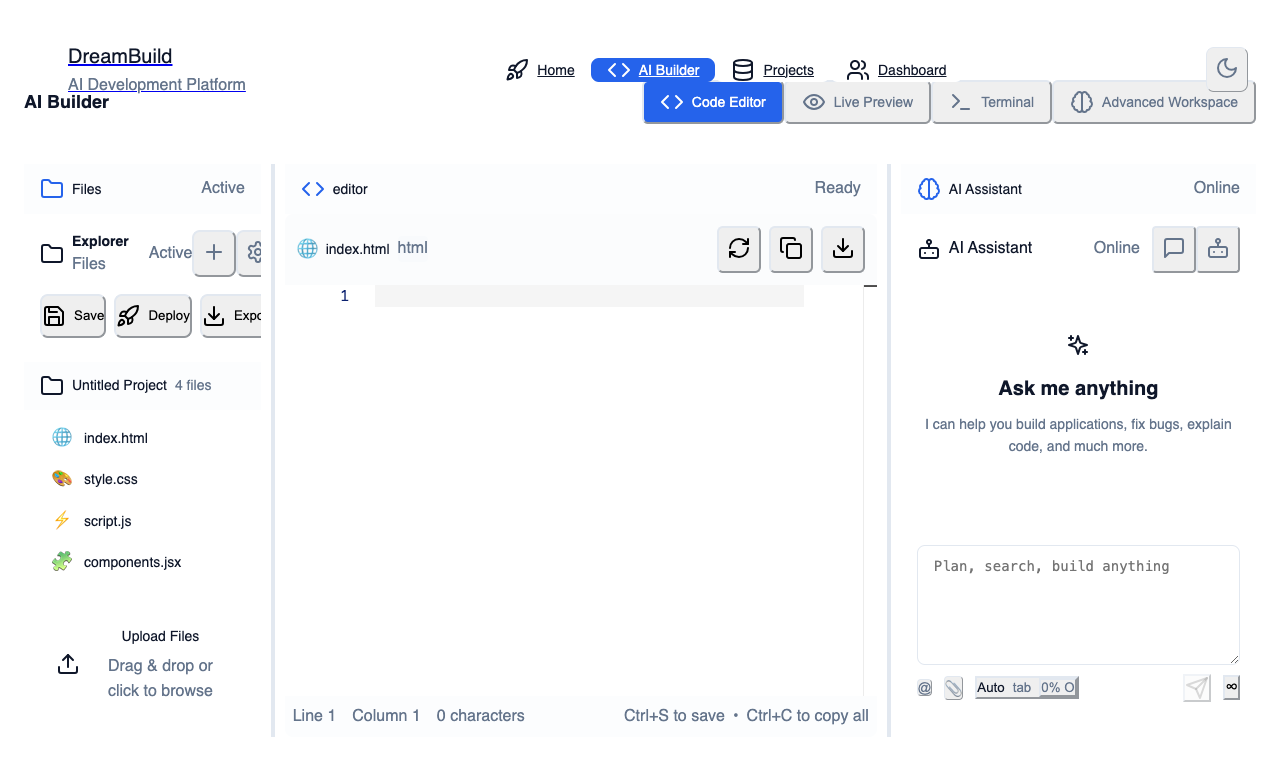 DreamBuild
AI Development Platform
Home
AI Builder
Projects
Dashboard
AI Builder
Code Editor
Live Preview
Terminal
Advanced Workspace
Files
Active
Explorer
Files
Active
Save
Deploy
Expo
Untitled Project 4 files
index.html
style.css
script.js
components.jsx
Upload Files
Drag & drop or
click to browse
editor
Ready
index.html html
1
Line 1 Column 1 0 characters
Ctrl+S to save • Ctrl+C to copy all
AI Assistant
Online
AI Assistant
Online
Ask me anything
I can help you build applications, fix bugs, explain
code, and much more.
Plan, search, build anything
@
Auto tab 0% O
∞